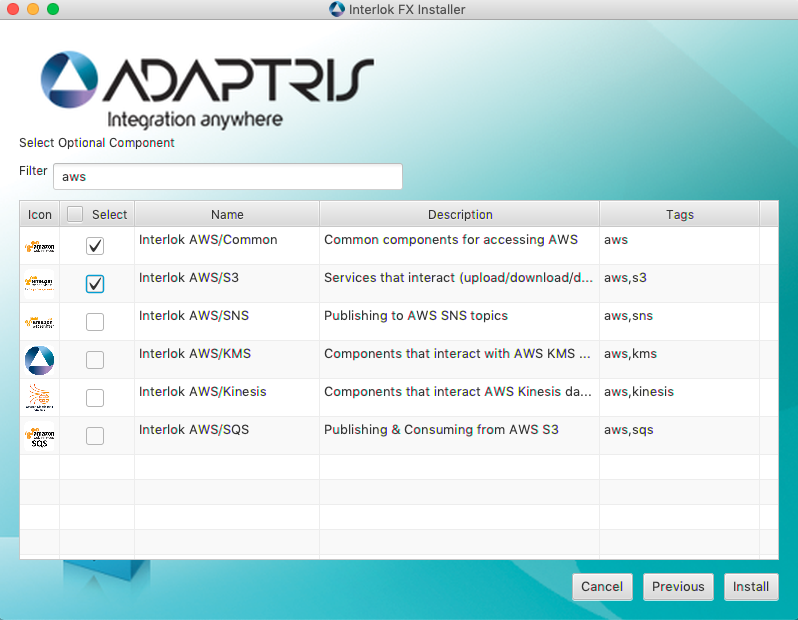 Interlok FX Installer
ADAPTRIS
Integration anywhere
Select Optional Component
Filter aws
Icon Select Name Description Tags
Interlok AWS/Common Common components for accessing AWS aws
Interlok AWS/S3 Services that interact (upload/download/d... aws,s3
Interlok AWS/SNS Publishing to AWS SNS topics aws,sns
Interlok AWS/KMS Components that interact with AWS KMS ... aws,kms
Interlok AWS/Kinesis Components that interact AWS Kinesis da... aws,kinesis
amazon
SQS
Interlok AWS/SQS Publishing & Consuming from AWS S3 aws,sqs
Cancel Previous Install